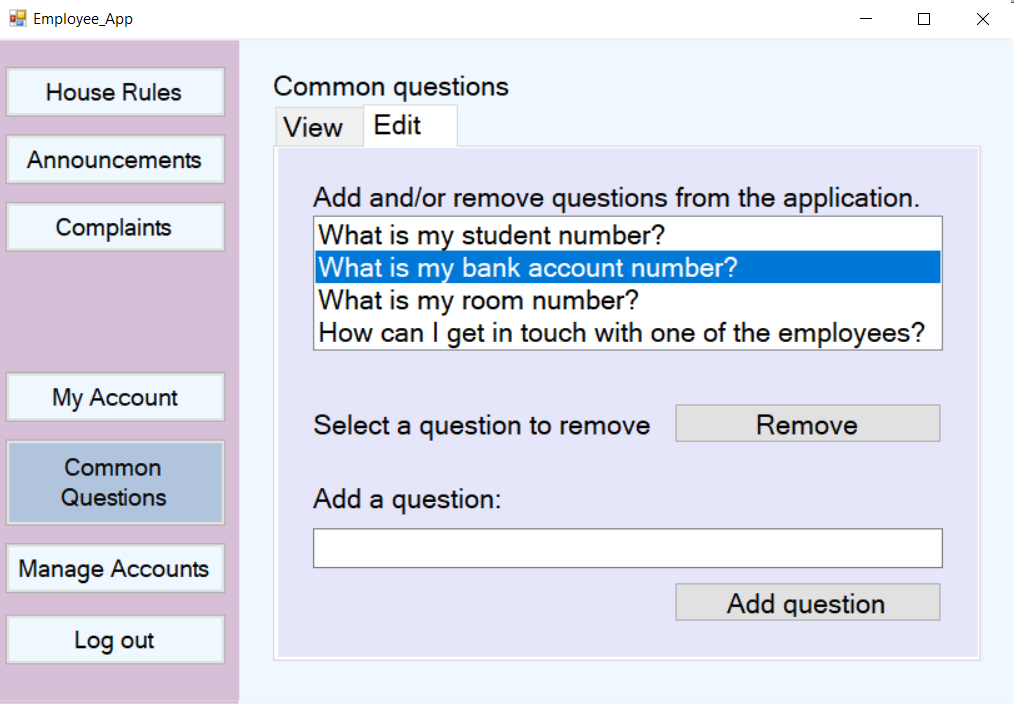 Employee_App
House Rules
Announcements
Complaints
My Account
Common
Questions
Manage Accounts
Log out
Common questions
View
Edit
Add and/or remove questions from the application.
What is my student number?
What is my bank account number?
What is my room number?
How can I get in touch with one of the employees?
Select a question to remove
Remove
Add a question:
Add question